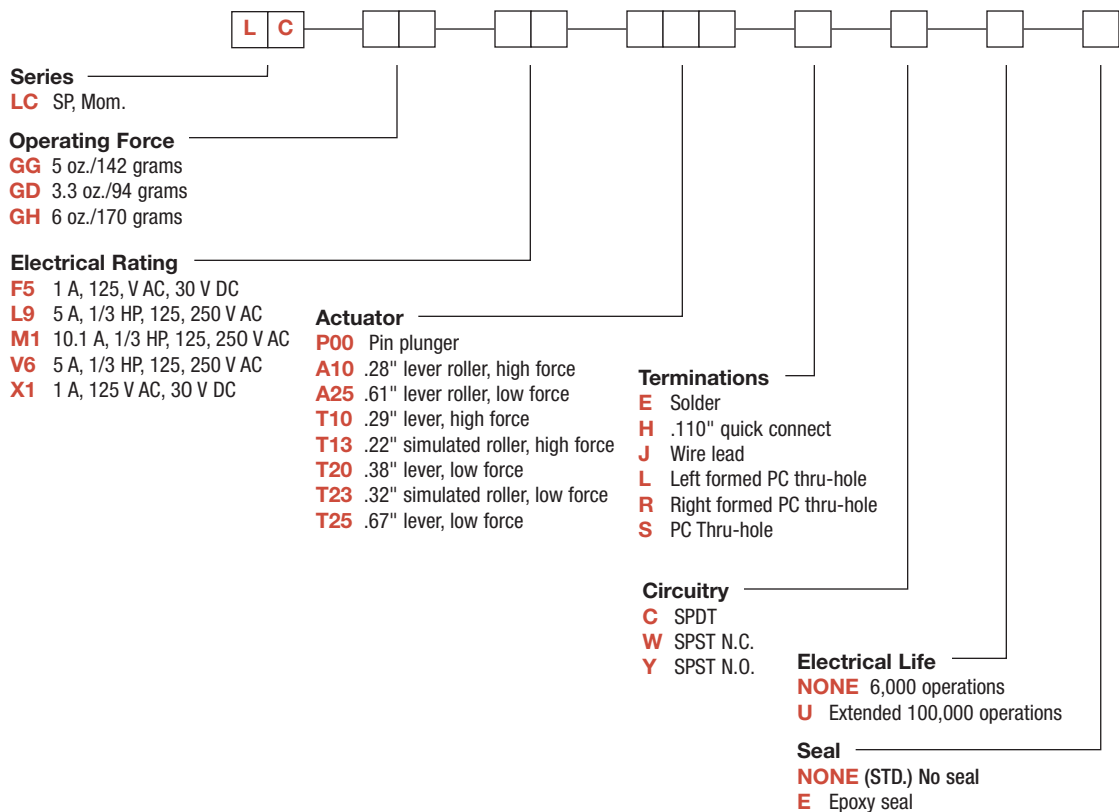 L C
Series
LC SP, Mom.
Operating Force
GG 5 oz./142 grams
GD 3.3 oz./94 grams
GH 6 oz./170 grams
Electrical Rating
F5 1 A, 125, V AC, 30 V DC
L9 5 A, 1/3 HP, 125, 250 V AC
M1 10.1 A, 1/3 HP, 125, 250 V AC
V6 5 A, 1/3 HP, 125, 250 V AC
X1 1 A, 125 V AC, 30 V DC
Actuator
P00 Pin plunger
A10 .28" lever roller, high force
A25 .61" lever roller, low force
T10 .29" lever, high force
T13 .22" simulated roller, high force
T20 .38" lever, low force
T23 .32" simulated roller, low force
T25 .67" lever, low force
Terminations
E Solder
H .110" quick connect
J Wire lead
L Left formed PC thru-hole
R Right formed PC thru-hole
S PC Thru-hole
Circuitry
C SPDT
W SPST N.C.
Y SPST N.O.
Electrical Life
NONE 6,000 operations
U Extended 100,000 operations
Seal
NONE (STD.) No seal
E Epoxy seal